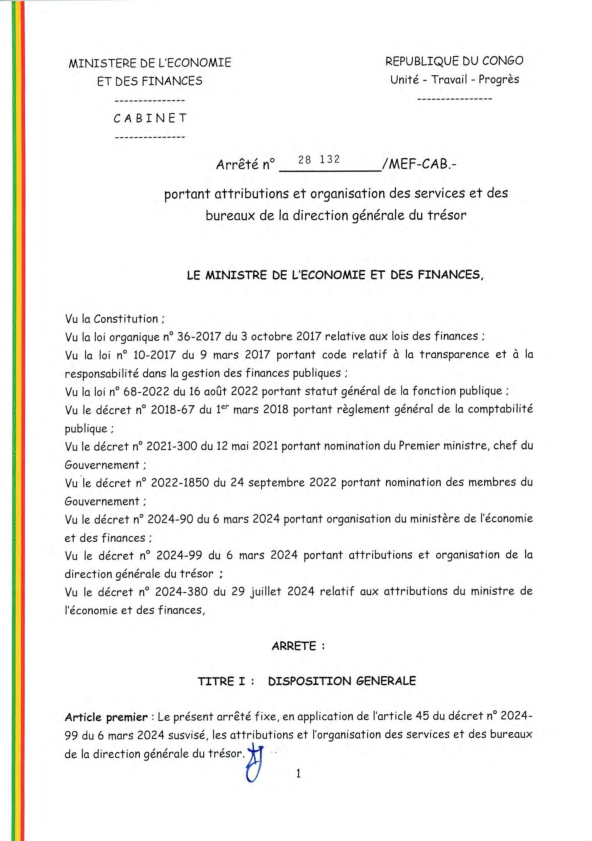 MINISTERE DE L'ECONOMIE
ET DES FINANCES
---------------
C A B I N E T
---------------
REPUBLIQUE DU CONGO
Unité - Travail - Progrès
----------------
Arrêté n° 28 132 /MEF-CAB.-
portant attributions et organisation des services et des
bureaux de la direction générale du trésor
LE MINISTRE DE L'ECONOMIE ET DES FINANCES,
Vu la Constitution ;
Vu la loi organique n° 36-2017 du 3 octobre 2017 relative aux lois des finances ;
Vu la loi n° 10-2017 du 9 mars 2017 portant code relatif à la transparence et à la
responsabilité dans la gestion des finances publiques ;
Vu la loi n° 68-2022 du 16 août 2022 portant statut général de la fonction publique ;
Vu le décret n° 2018-67 du 1er mars 2018 portant règlement général de la comptabilité
publique ;
Vu le décret n° 2021-300 du 12 mai 2021 portant nomination du Premier ministre, chef du
Gouvernement ;
Vu le décret n° 2022-1850 du 24 septembre 2022 portant nomination des membres du
Gouvernement ;
Vu le décret n° 2024-90 du 6 mars 2024 portant organisation du ministère de l'économie
et des finances ;
Vu le décret n° 2024-99 du 6 mars 2024 portant attributions et organisation de la
direction générale du trésor ;
Vu le décret n° 2024-380 du 29 juillet 2024 relatif aux attributions du ministre de
l'économie et des finances,
ARRETE :
TITRE I : DISPOSITION GENERALE
Article premier : Le présent arrêté fixe, en application de l'article 45 du décret n° 2024-
99 du 6 mars 2024 susvisé, les attributions et l'organisation des services et des bureaux
de la direction générale du trésor.
1